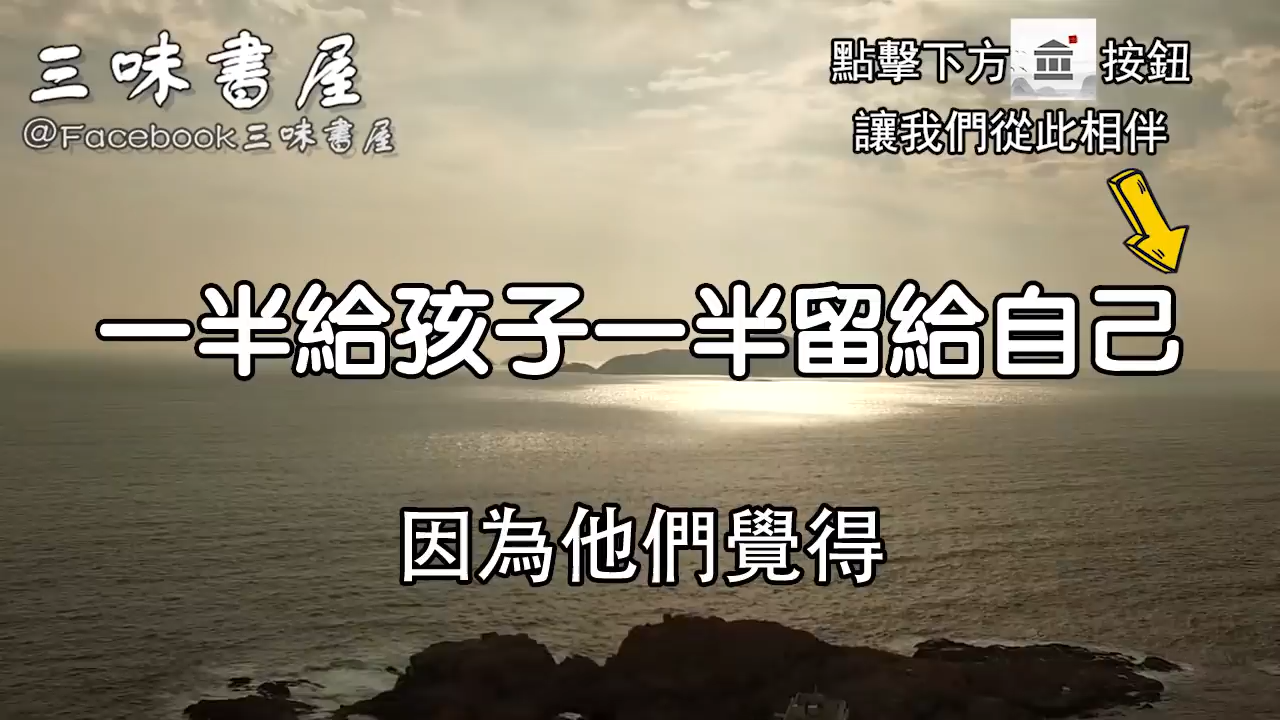 三味書屋
@Facebook三味書屋
點擊下方 按鈕
讓我們從此相伴
一半給孩子一半留給自己
因為他們覺得